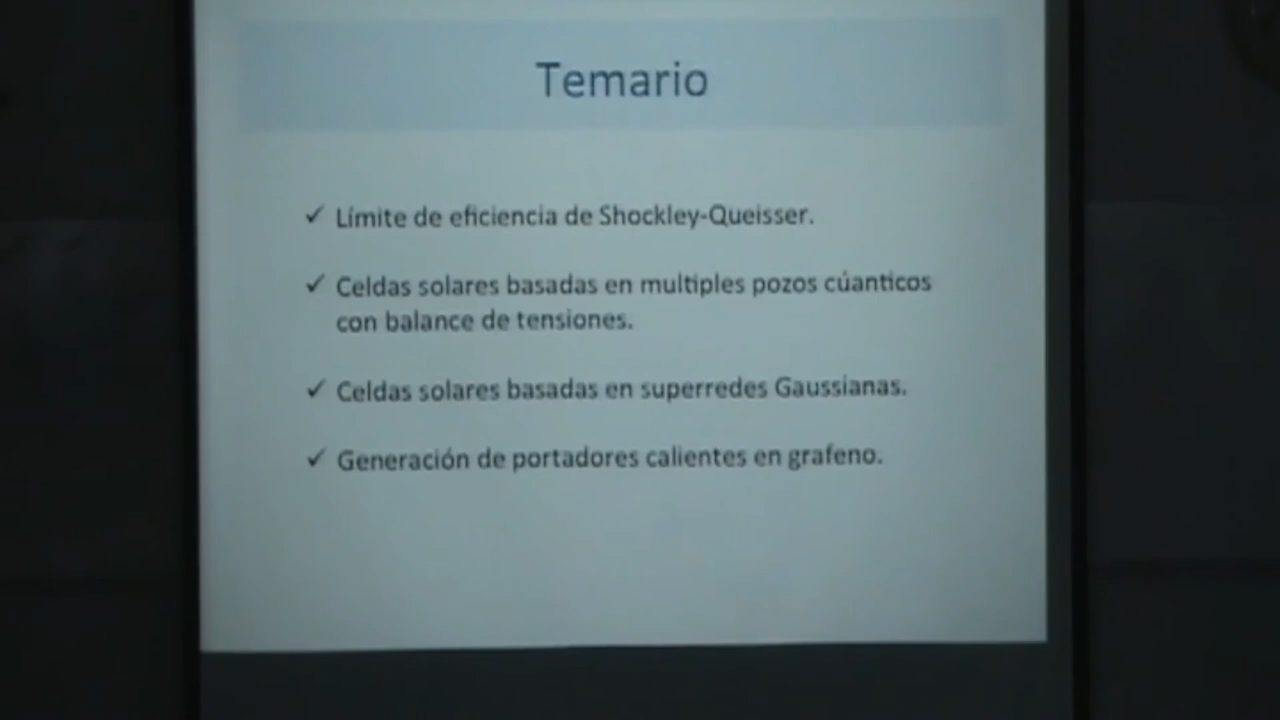 Temario
✓ Límite de eficiencia de Shockley-Queisser.
✓ Celdas solares basadas en multiples pozos cúanticos
con balance de tensiones.
✓ Celdas solares basadas en superredes Gaussianas.
✓ Generación de portadores calientes en grafeno.